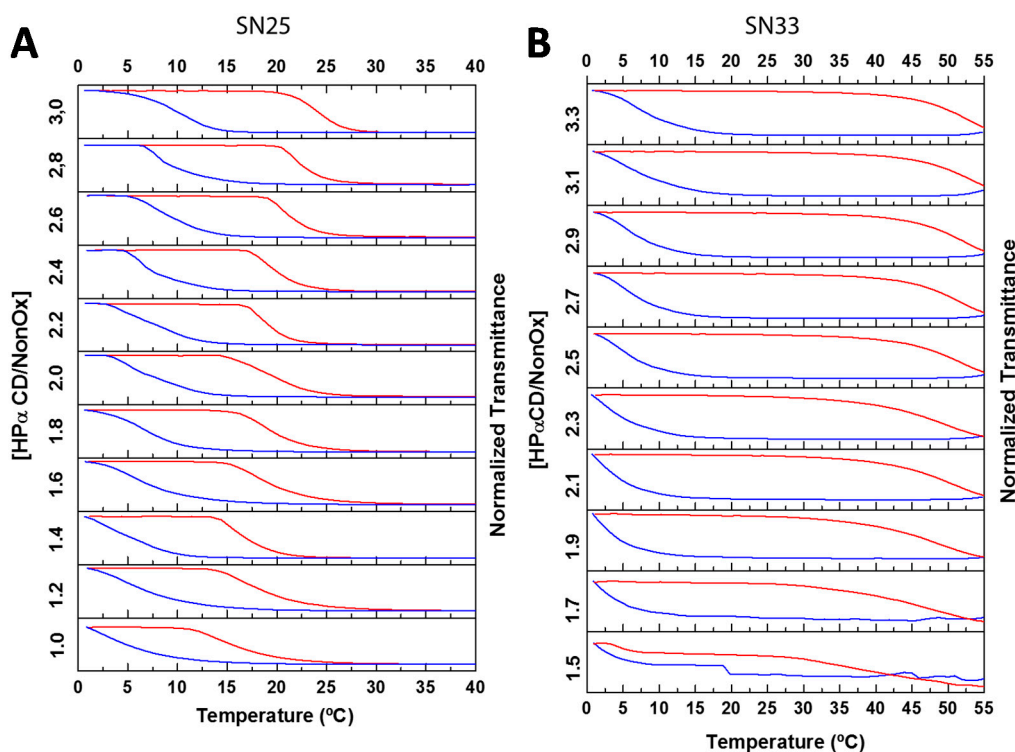 A
SN25
0 5 10 15 20 25 30 35 40
3,0
2,8
2.6
2.4
2.2
2.0
1.8
1.6
1.4
1.2
1.0
[HPα CD/NonOx]
Normalized Transmittance
0 5 10 15 20 25 30 35 40
Temperature (ºC)
B
SN33
0 5 10 15 20 25 30 35 40 45 50 55
3.3
3.1
2.9
2.7
2.5
2.3
2.1
1.9
1.7
1.5
[HPαCD/NonOx]
Normalized Transmittance
0 5 10 15 20 25 30 35 40 45 50 55
Temperature (ºC)